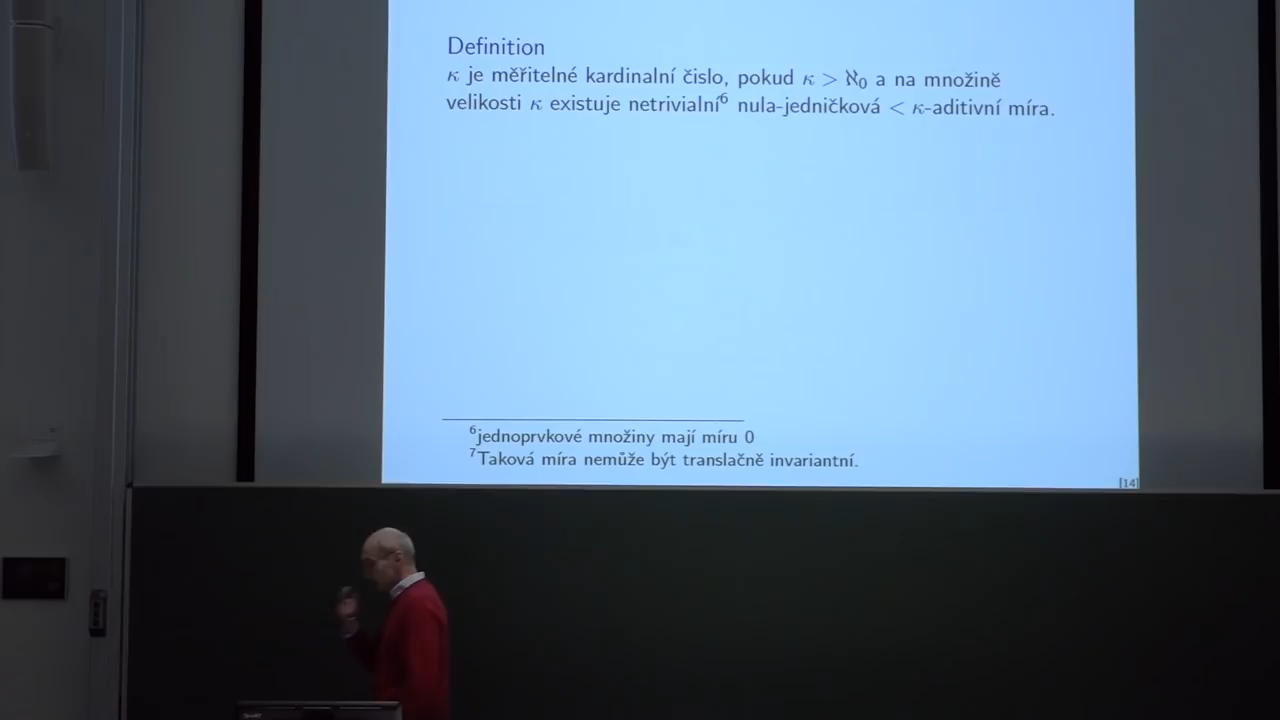 Definition
κ je měřitelné kardinalní čislo, pokud κ > ℵ₀ a na množině
velikosti κ existuje netrivialní⁶ nula-jedničková < κ-aditivní míra.
⁶jednoprvkové množiny mají míru 0
⁷Taková míra nemůže být translačně invariantní.
[14]